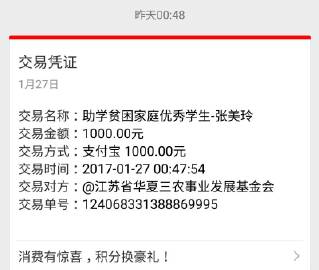 昨天00:48
交易凭证
1月27日
交易名称：助学贫困家庭优秀学生-张美玲
交易金额：1000.00元
交易方式：支付宝 1000.00元
交易时间：2017-01-27 00:47:54
交易对方：@江苏省华夏三农事业发展基金会
交易单号：124068331388869995
消费有惊喜，积分换豪礼！